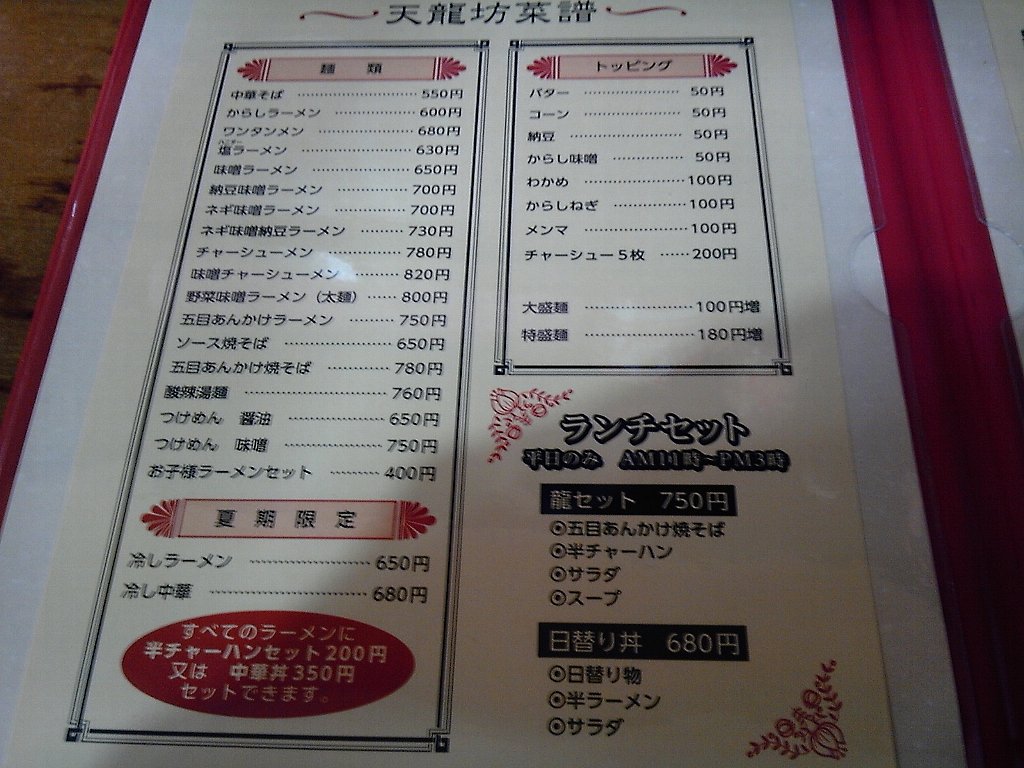 天龍坊菜譜
麺類
中華そば ………… 550円
からしラーメン ………… 600円
ワンタンメン ………… 680円
塩ラーメン ………… 630円
味噌ラーメン ………… 650円
納豆味噌ラーメン ………… 700円
ネギ味噌ラーメン ………… 700円
ネギ味噌納豆ラーメン ………… 730円
チャーシューメン ………… 780円
味噌チャーシューメン ……… 820円
野菜味噌ラーメン（太麺） …… 800円
五目あんかけラーメン ……… 750円
ソース焼そば ………… 650円
五目あんかけ焼そば ………… 780円
酸辣湯麺 ………… 760円
つけめん 醤油 ………… 650円
つけめん 味噌 ………… 750円
お子様ラーメンセット ……… 400円
夏期限定
冷しラーメン ………… 650円
冷し中華 ………… 680円
すべてのラーメンに
半チャーハンセット200円
又は 中華丼350円
セットできます。
トッピング
バター ………… 50円
コーン ………… 50円
納豆 ………… 50円
からし味噌 ………… 50円
わかめ ………… 100円
からしねぎ ………… 100円
メンマ ………… 100円
チャーシュー5枚 …… 200円
大盛麺 ………… 100円増
特盛麺 ………… 180円増
ランチセット
平日のみ AM11時〜PM3時
龍セット 750円
◎五目あんかけ焼そば
◎半チャーハン
◎サラダ
◎スープ
日替り丼 680円
◎日替り物
◎半ラーメン
◎サラダ